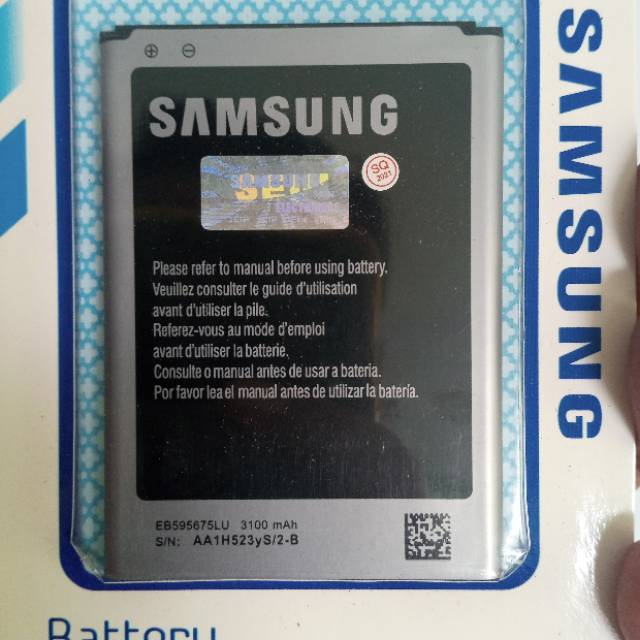 SAMSUNG
SQ
2021
Please refer to manual before using battery.
Veuillez consulter le guide d'utilisation
avant d'utiliser la pile.
Referez-vous au mode d'emploi
avant d'utiliser la batterie.
Consulte o manual antes de usar a bateria.
Por favor lea el manual antes de utilizar la batería.
EB595675LU 3100 mAh
S/N: AA1H523yS/2-B
SAMSUNG
Battery